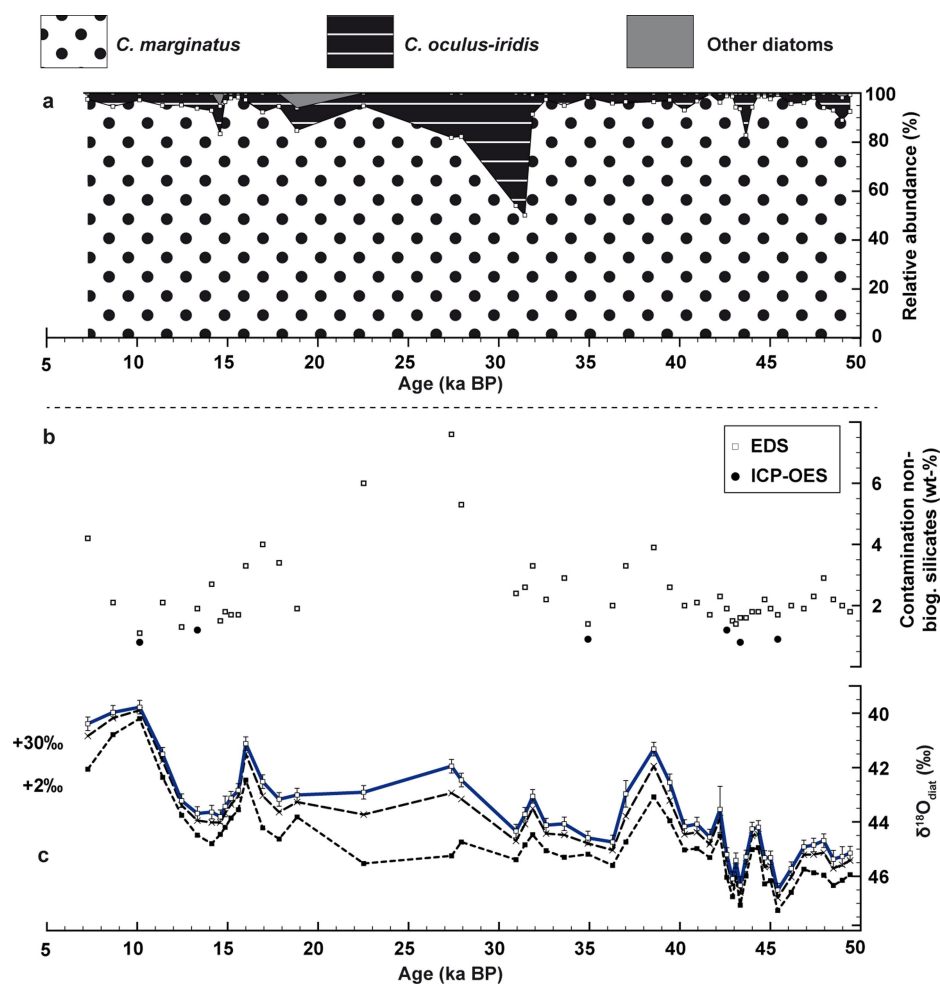 C. marginatus C. oculus-iridis Other diatoms
a
100
80
60
40
20
0
Relative abundance (%)
5 10 15 20 25 30 35 40 45 50
Age (ka BP)
b
EDS
ICP-OES
6
4
2
Contamination non-
biog. silicates (wt-%)
+30‰
+2‰
c
40
42
44
46
δ¹⁸Odiat (‰)
5 10 15 20 25 30 35 40 45 50
Age (ka BP)